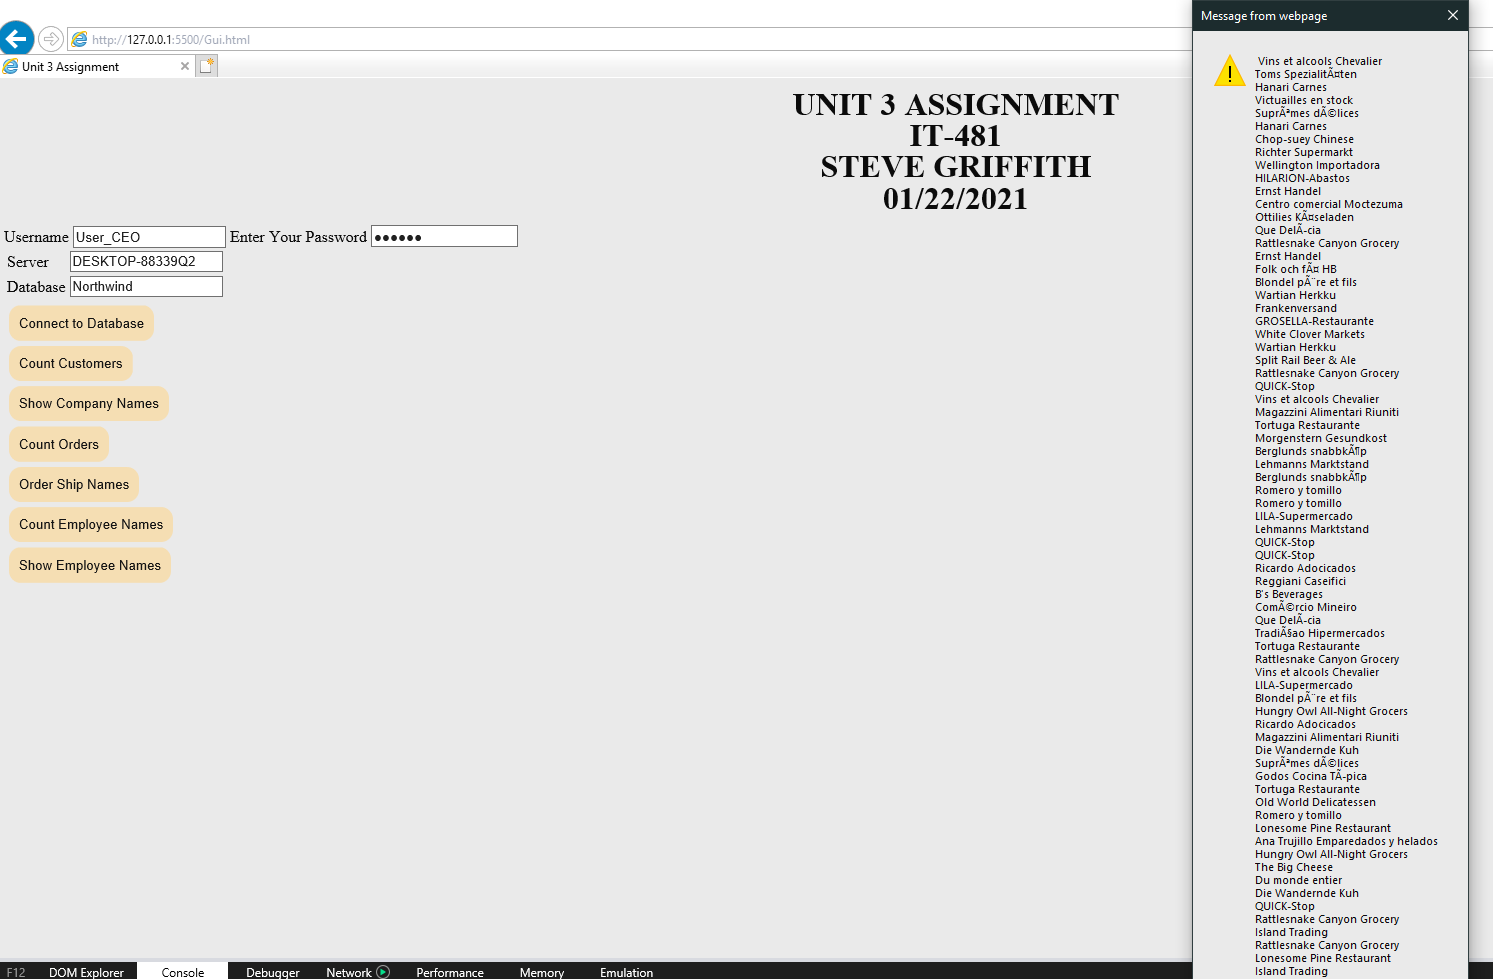 http://127.0.0.1:5500/Gui.html
Unit 3 Assignment
UNIT 3 ASSIGNMENT
IT-481
STEVE GRIFFITH
01/22/2021
Username User_CEO Enter Your Password ●●●●●●
Server DESKTOP-88339Q2
Database Northwind
Connect to Database
Count Customers
Show Company Names
Count Orders
Order Ship Names
Count Employee Names
Show Employee Names
Message from webpage
Vins et alcools Chevalier
Toms SpezialitÃ¤ten
Hanari Carnes
Victuailles en stock
SuprÃªmes dÃ©lices
Hanari Carnes
Chop-suey Chinese
Richter Supermarkt
Wellington Importadora
HILARION-Abastos
Ernst Handel
Centro comercial Moctezuma
Ottilies KÃ¤seladen
Que DelÃ­cia
Rattlesnake Canyon Grocery
Ernst Handel
Folk och fÃ¤ HB
Blondel pÃ¨re et fils
Wartian Herkku
Frankenversand
GROSELLA-Restaurante
White Clover Markets
Wartian Herkku
Split Rail Beer & Ale
Rattlesnake Canyon Grocery
QUICK-Stop
Vins et alcools Chevalier
Magazzini Alimentari Riuniti
Tortuga Restaurante
Morgenstern Gesundkost
Berglunds snabbkÃ¶p
Lehmanns Marktstand
Berglunds snabbkÃ¶p
Romero y tomillo
Romero y tomillo
LILA-Supermercado
Lehmanns Marktstand
QUICK-Stop
QUICK-Stop
Ricardo Adocicados
Reggiani Caseifici
B's Beverages
ComÃ©rcio Mineiro
Que DelÃ­cia
TradiÃ§ao Hipermercados
Tortuga Restaurante
Rattlesnake Canyon Grocery
Vins et alcools Chevalier
LILA-Supermercado
Blondel pÃ¨re et fils
Hungry Owl All-Night Grocers
Ricardo Adocicados
Magazzini Alimentari Riuniti
Die Wandernde Kuh
SuprÃªmes dÃ©lices
Godos Cocina TÃ­pica
Tortuga Restaurante
Old World Delicatessen
Romero y tomillo
Lonesome Pine Restaurant
Ana Trujillo Emparedados y helados
Hungry Owl All-Night Grocers
The Big Cheese
Du monde entier
Die Wandernde Kuh
QUICK-Stop
Rattlesnake Canyon Grocery
Island Trading
Rattlesnake Canyon Grocery
Lonesome Pine Restaurant
Island Trading
F12 DOM Explorer Console Debugger Network Performance Memory Emulation